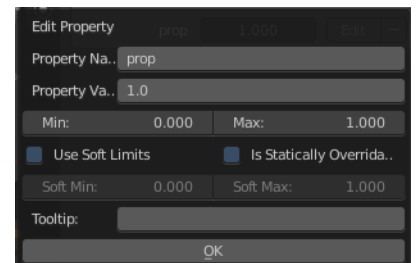 Edit Property prop 1.000 Edit
Property Na.. prop
Property Va.. 1.0
Min: 0.000 Max: 1.000
Use Soft Limits Is Statically Overrida..
Soft Min: 0.000 Soft Max: 1.000
Tooltip:
OK